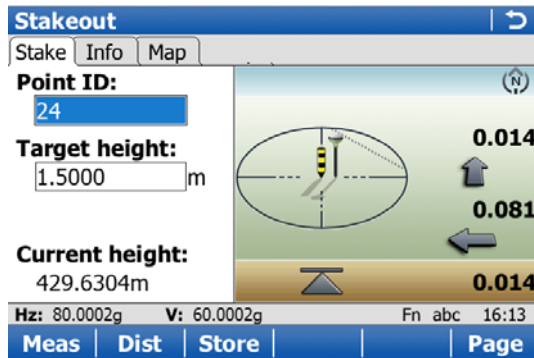 Stakeout
Stake Info Map
Point ID:
24
N
0.014
Target height:
1.5000 m
0.081
Current height:
429.6304m
0.014
Hz: 80.0002g V: 60.0002g Fn abc 16:13
Meas Dist Store Page